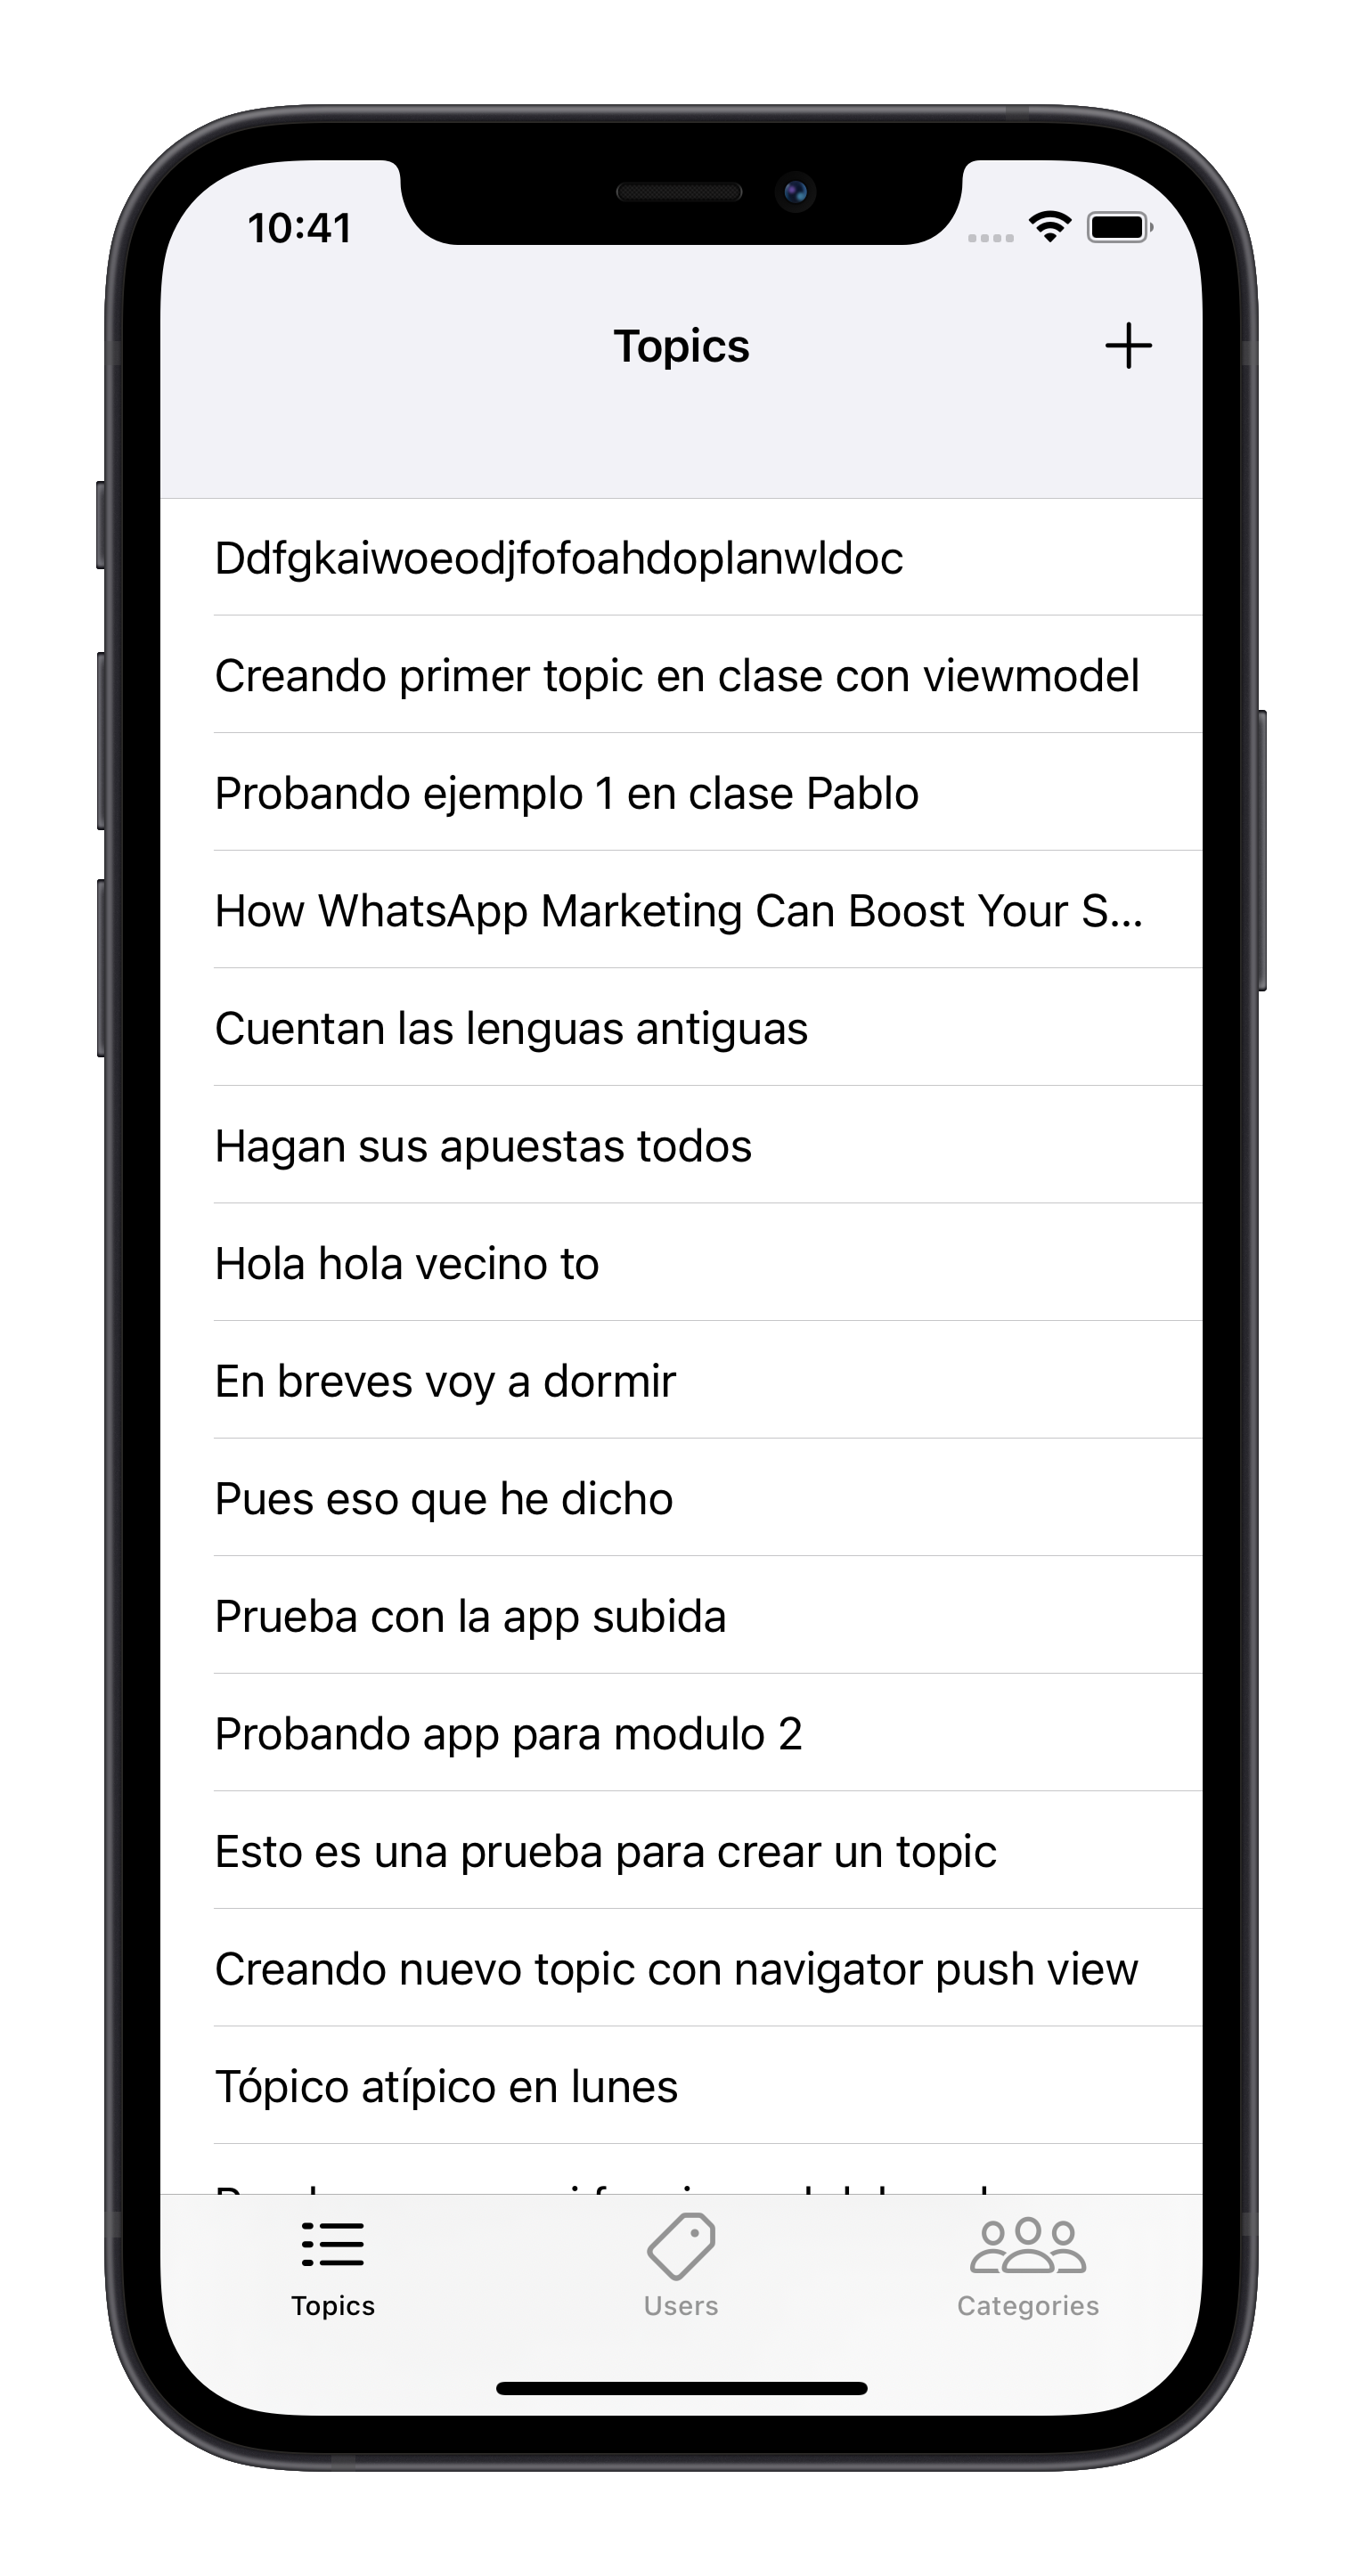 10:41
Topics
Ddfgkaiwoeodjfofoahdoplanwldoc
Creando primer topic en clase con viewmodel
Probando ejemplo 1 en clase Pablo
How WhatsApp Marketing Can Boost Your S...
Cuentan las lenguas antiguas
Hagan sus apuestas todos
Hola hola vecino to
En breves voy a dormir
Pues eso que he dicho
Prueba con la app subida
Probando app para modulo 2
Esto es una prueba para crear un topic
Creando nuevo topic con navigator push view
Tópico atípico en lunes
Topics
Users
Categories